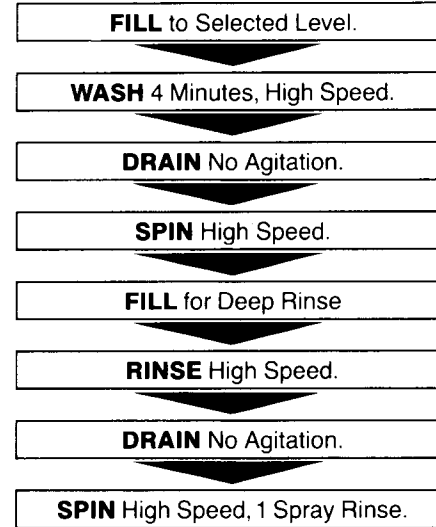 FILL to Selected Level.
WASH 4 Minutes, High Speed.
DRAIN No Agitation.
SPIN High Speed.
FILL for Deep Rinse
RINSE High Speed.
DRAIN No Agitation.
SPIN High Speed, 1 Spray Rinse.